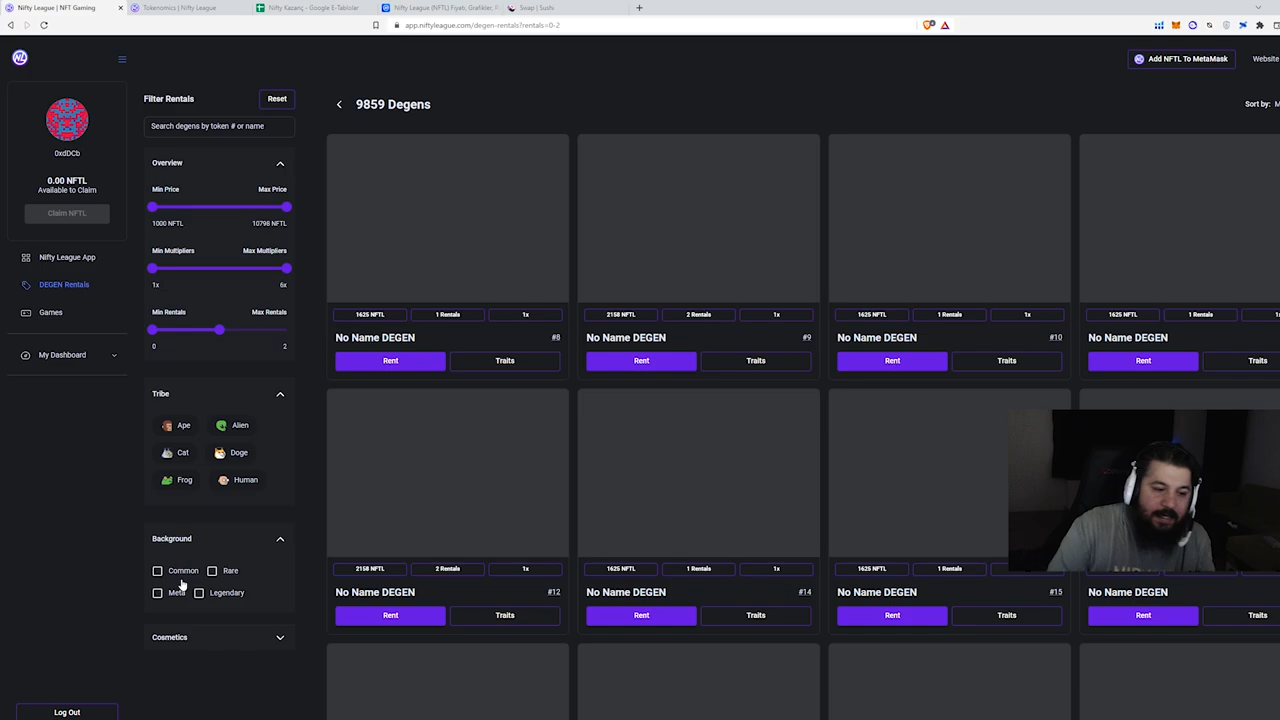 Nifty League | NFT Gaming
Tokenomics | Nifty League
Nifty Kazanç - Google E-Tablolar
Nifty League (NFTL) Fiyatı, Grafikler, P
Swap | Sushi
app.niftyleague.com/degen-rentals?rentals=0-2
NL
Add NFTL To MetaMask
Website
0xdDCb
0.00 NFTL
Available to Claim
Claim NFTL
Nifty League App
DEGEN Rentals
Games
My Dashboard
Log Out
Filter Rentals
Reset
Search degens by token # or name
Overview
Min Price
Max Price
1000 NFTL
10798 NFTL
Min Multipliers
Max Multipliers
1x
6x
Min Rentals
Max Rentals
0
2
Tribe
Ape
Alien
Cat
Doge
Frog
Human
Background
Common
Rare
Meta
Legendary
Cosmetics
9859 Degens
Sort by:
1625 NFTL
1 Rentals
1x
No Name DEGEN
#8
Rent
Traits
2158 NFTL
2 Rentals
1x
No Name DEGEN
#9
Rent
Traits
1625 NFTL
1 Rentals
1x
No Name DEGEN
#10
Rent
Traits
1625 NFTL
1 Rentals
No Name DEGEN
Rent
Traits
2158 NFTL
2 Rentals
1x
No Name DEGEN
#12
Rent
Traits
1625 NFTL
1 Rentals
1x
No Name DEGEN
#14
Rent
Traits
1625 NFTL
1 Rentals
No Name DEGEN
#15
Rent
Traits
No Name DEGEN
Rent
Traits